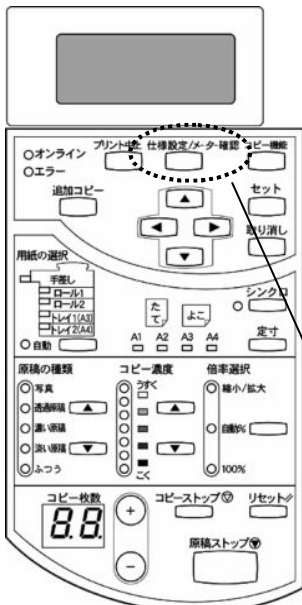 プリント中止 仕様設定/メーター確認 コピー機能
オンライン
エラー
追加コピー
セット
取り消し
用紙の選択
手差し
ロール1
ロール2
トレイ1(A3)
トレイ2(A4)
自動
たて
よこ
シンクロ
A1 A2 A3 A4
定寸
原稿の種類 コピー濃度 倍率選択
写真
うすく
縮小/拡大
透過原稿
濃い原稿
自動%
淡い原稿
ふつう
こく
100%
コピー枚数
コピーストップ
リセット
88
+
原稿ストップ
−